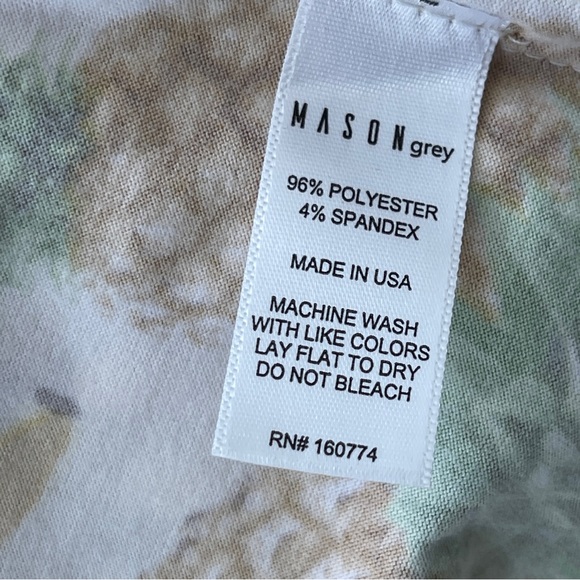 MASON grey
96% POLYESTER
4% SPANDEX
MADE IN USA
MACHINE WASH
WITH LIKE COLORS
LAY FLAT TO DRY
DO NOT BLEACH
RN# 160774